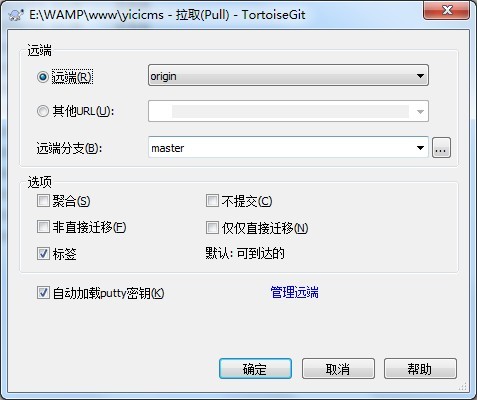 E:\WAMP\www\yicicms - 拉取(Pull) - TortoiseGit
远端
远端(R)
origin
其他URL(U):
远端分支(B):
master
...
选项
聚合(S)
不提交(C)
非直接迁移(F)
仅仅直接迁移(N)
标签
默认: 可到达的
自动加载putty密钥(K)
管理远端
确定
取消
帮助